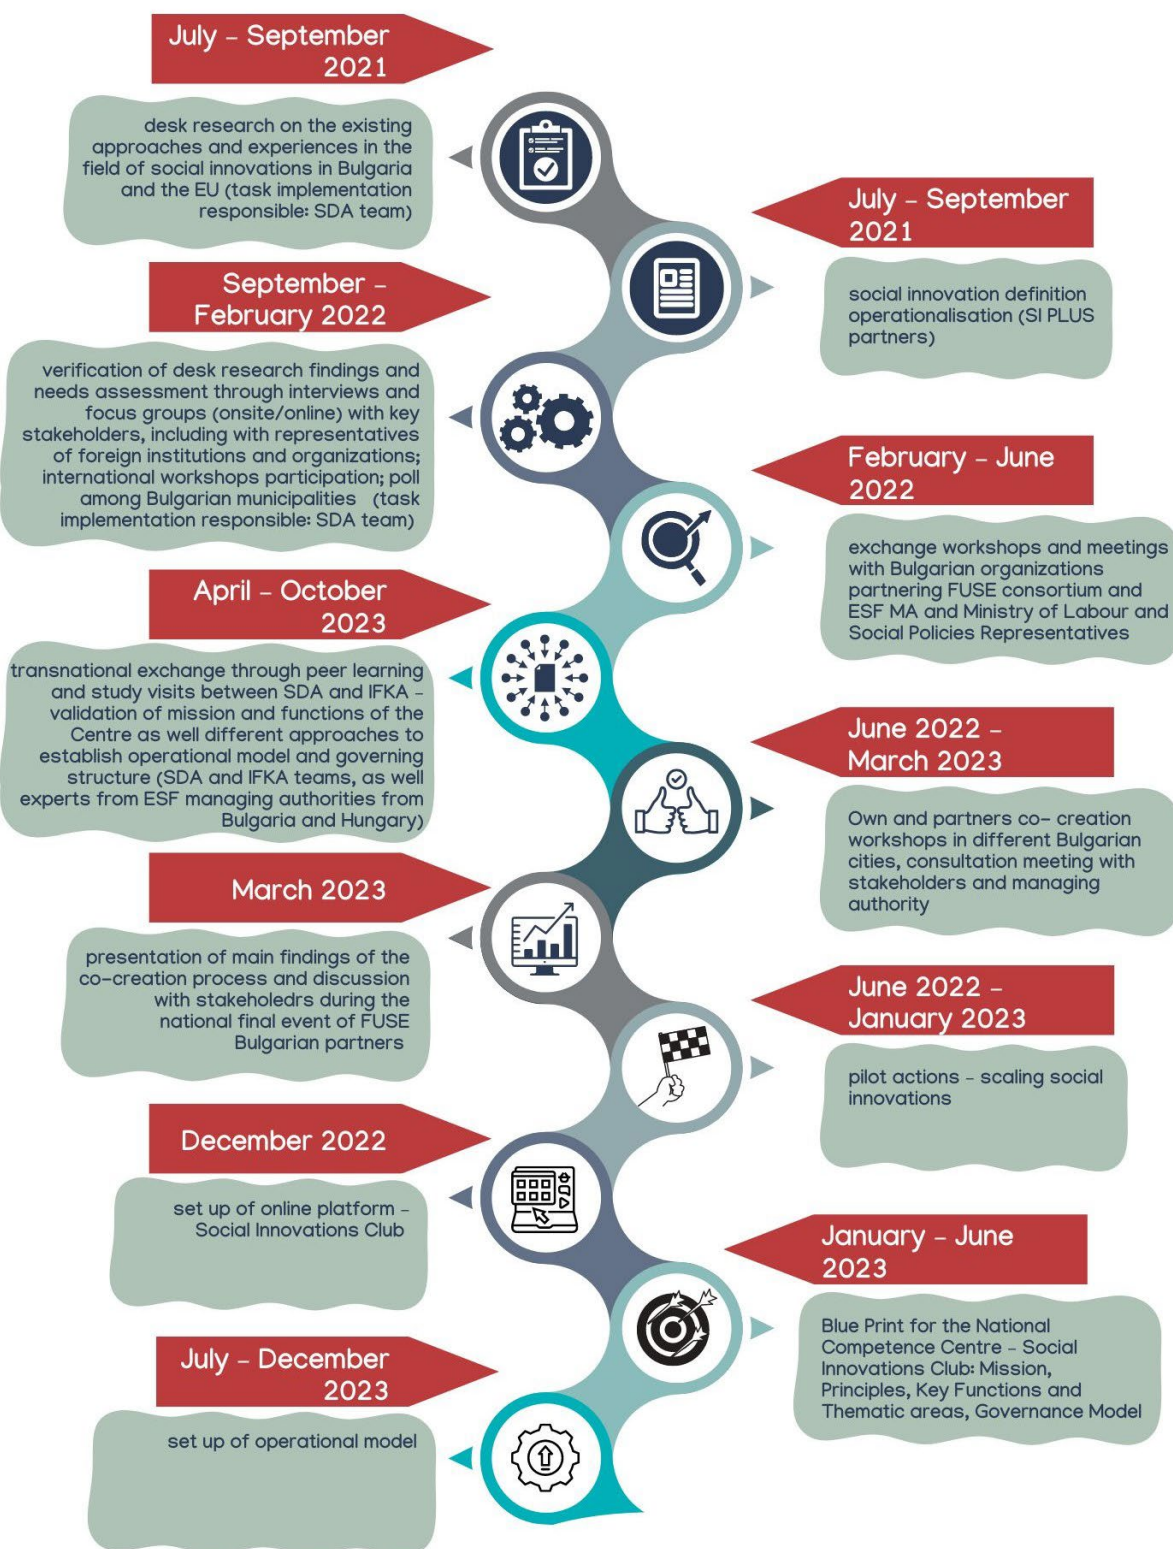 July – September
2021
desk research on the existing
approaches and experiences in the
field of social innovations in Bulgaria
and the EU (task implementation
responsible: SDA team)
July – September
2021
social innovation definition
operationalisation (SI PLUS
partners)
September –
February 2022
verification of desk research findings and
needs assessment through interviews and
focus groups (onsite/online) with key
stakeholders, including with representatives
of foreign institutions and organizations;
international workshops participation; poll
among Bulgarian municipalities (task
implementation responsible: SDA team)
February – June
2022
exchange workshops and meetings
with Bulgarian organizations
partnering FUSE consortium and
ESF MA and Ministry of Labour and
Social Policies Representatives
April – October
2023
transnational exchange through peer learning
and study visits between SDA and IFKA –
validation of mission and functions of the
Centre as well different approaches to
establish operational model and governing
structure (SDA and IFKA teams, as well
experts from ESF managing authorities from
Bulgaria and Hungary)
June 2022 –
March 2023
Own and partners co- creation
workshops in different Bulgarian
cities, consultation meeting with
stakeholders and managing
authority
March 2023
presentation of main findings of the
co-creation process and discussion
with stakeholedrs during the
national final event of FUSE
Bulgarian partners
June 2022 –
January 2023
pilot actions – scaling social
innovations
December 2022
set up of online platform –
Social Innovations Club
January – June
2023
Blue Print for the National
Competence Centre – Social
Innovations Club: Mission,
Principles, Key Functions and
Thematic areas, Governance Model
July – December
2023
set up of operational model